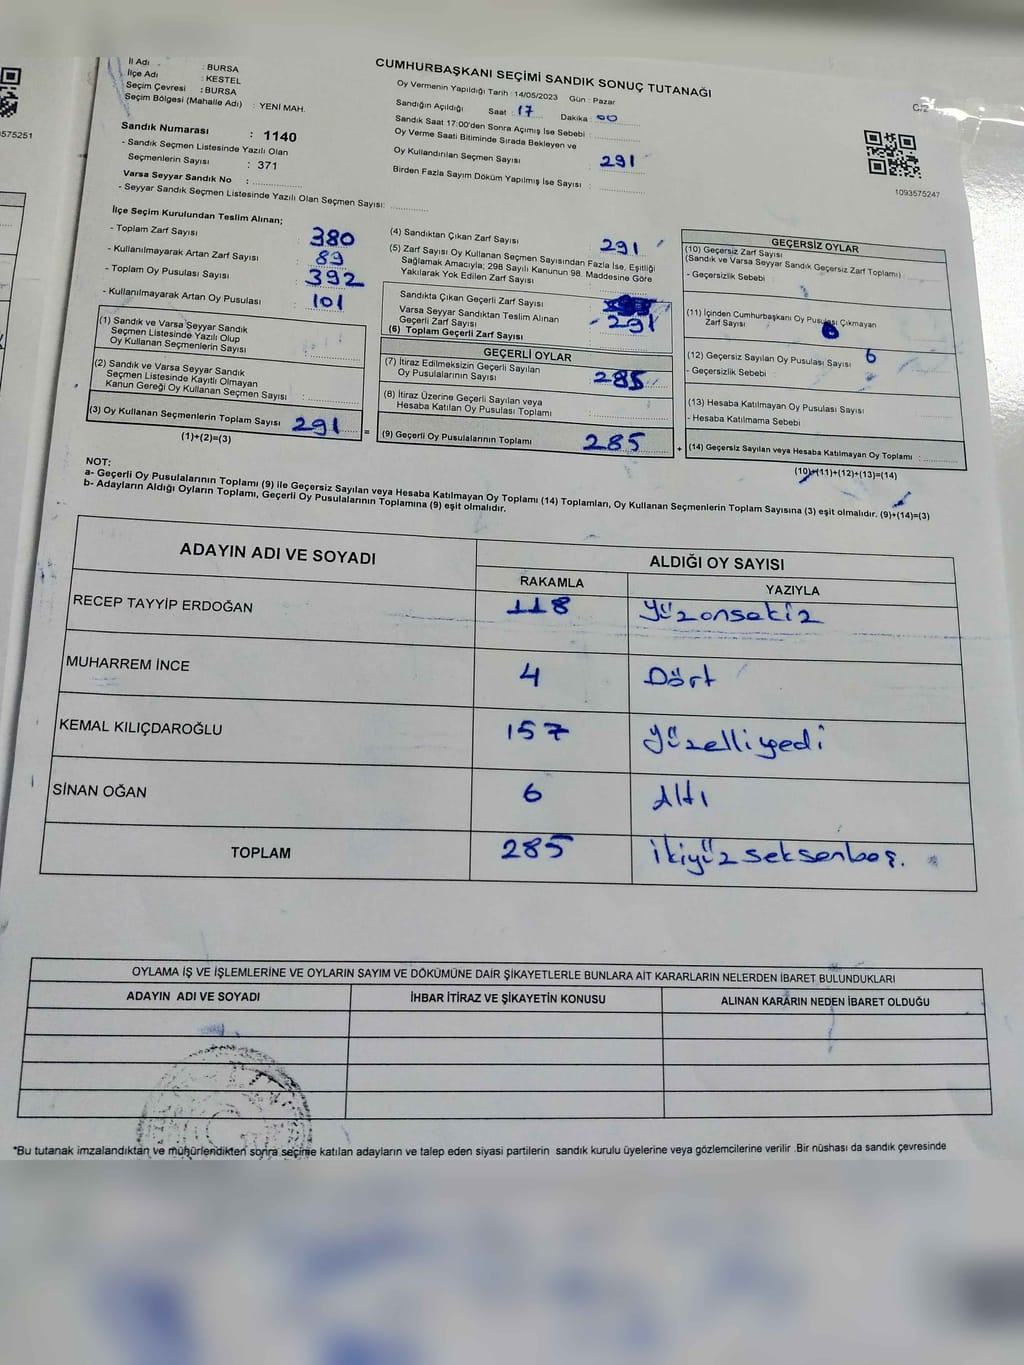 CUMHURBAŞKANI SEÇİMİ SANDIK SONUÇ TUTANAĞI
C/2
575251
İl Adı : BURSA
İlçe Adı : KESTEL
Seçim Çevresi : BURSA
Seçim Bölgesi (Mahalle Adı) : YENİ MAH.
Sandık Numarası : 1140
- Sandık Seçmen Listesinde Yazılı Olan
Seçmenlerin Sayısı : 371
Varsa Seyyar Sandık No :
- Seyyar Sandık Seçmen Listesinde Yazılı Olan Seçmen Sayısı:
Oy Vermenin Yapıldığı Tarih : 14/05/2023 Gün : Pazar
Sandığın Açıldığı Saat : 17 Dakika : 00
Sandık Saat 17:00'den Sonra Açımış İse Sebebi :
Oy Verme Saati Bitiminde Sırada Bekleyen ve
Oy Kullandırılan Seçmen Sayısı : 291
Birden Fazla Sayım Döküm Yapılmış İse Sayısı :
1093575247
İlçe Seçim Kurulundan Teslim Alınan;
- Toplam Zarf Sayısı : 380
- Kullanılmayarak Artan Zarf Sayısı : 89
- Toplam Oy Pusulası Sayısı : 392
- Kullanılmayarak Artan Oy Pusulası : 101
(1) Sandık ve Varsa Seyyar Sandık
Seçmen Listesinde Yazılı Olup
Oy Kullanan Seçmenlerin Sayısı :
(2) Sandık ve Varsa Seyyar Sandık
Seçmen Listesinde Kayıtlı Olmayan
Kanun Gereği Oy Kullanan Seçmen Sayısı :
(3) Oy Kullanan Seçmenlerin Toplam Sayısı 291 =
(1)+(2)=(3)
(4) Sandıktan Çıkan Zarf Sayısı : 291
(5) Zarf Sayısı Oy Kullanan Seçmen Sayısından Fazla İse, Eşitliği
Sağlamak Amacıyla; 298 Sayılı Kanunun 98. Maddesine Göre
Yakılarak Yok Edilen Zarf Sayısı :
Sandıkta Çıkan Geçerli Zarf Sayısı
Varsa Seyyar Sandıktan Teslim Alınan
Geçerli Zarf Sayısı : 291
(6) Toplam Geçerli Zarf Sayısı :
GEÇERLİ OYLAR
(7) İtiraz Edilmeksizin Geçerli Sayılan
Oy Pusulalarının Sayısı : 285
(8) İtiraz Üzerine Geçerli Sayılan veya
Hesaba Katılan Oy Pusulası Toplamı :
(9) Geçerli Oy Pusulalarının Toplamı : 285 +
GEÇERSİZ OYLAR
(10) Geçersiz Zarf Sayısı
(Sandık ve Varsa Seyyar Sandık Geçersiz Zarf Toplamı)
- Geçersizlik Sebebi :
(11) İçinden Cumhurbaşkanı Oy Pusulası Çıkmayan
Zarf Sayısı :
(12) Geçersiz Sayılan Oy Pusulası Sayısı : 6
- Geçersizlik Sebebi :
(13) Hesaba Katılmayan Oy Pusulası Sayısı :
- Hesaba Katılmama Sebebi
(14) Geçersiz Sayılan veya Hesaba Katılmayan Oy Toplamı :
(10)+(11)+(12)+(13)=(14)
NOT:
a- Geçerli Oy Pusulalarının Toplamı (9) ile Geçersiz Sayılan veya Hesaba Katılmayan Oy Toplamı (14) Toplamları, Oy Kullanan Seçmenlerin Toplam Sayısına (3) eşit olmalıdır. (9)+(14)=(3)
b- Adayların Aldığı Oyların Toplamı, Geçerli Oy Pusulalarının Toplamına (9) eşit olmalıdır.
ADAYIN ADI VE SOYADI ALDIĞI OY SAYISI
RAKAMLA YAZIYLA
RECEP TAYYİP ERDOĞAN 118 Yüzonsekiz
MUHARREM İNCE 4 Dört
KEMAL KILIÇDAROĞLU 157 Yüzelliyedi
SİNAN OĞAN 6 Altı
TOPLAM 285 ikiyüzseksenbeş.
OYLAMA İŞ VE İŞLEMLERİNE VE OYLARIN SAYIM VE DÖKÜMÜNE DAİR ŞİKAYETLERLE BUNLARA AİT KARARLARIN NELERDEN İBARET BULUNDUKLARI
ADAYIN ADI VE SOYADI İHBAR İTİRAZ VE ŞİKAYETİN KONUSU ALINAN KARARIN NEDEN İBARET OLDUĞU
*Bu tutanak imzalandıktan ve mühürlendikten sonra seçime katılan adayların ve talep eden siyasi partilerin sandık kurulu üyelerine veya gözlemcilerine verilir .Bir nüshası da sandık çevresinde